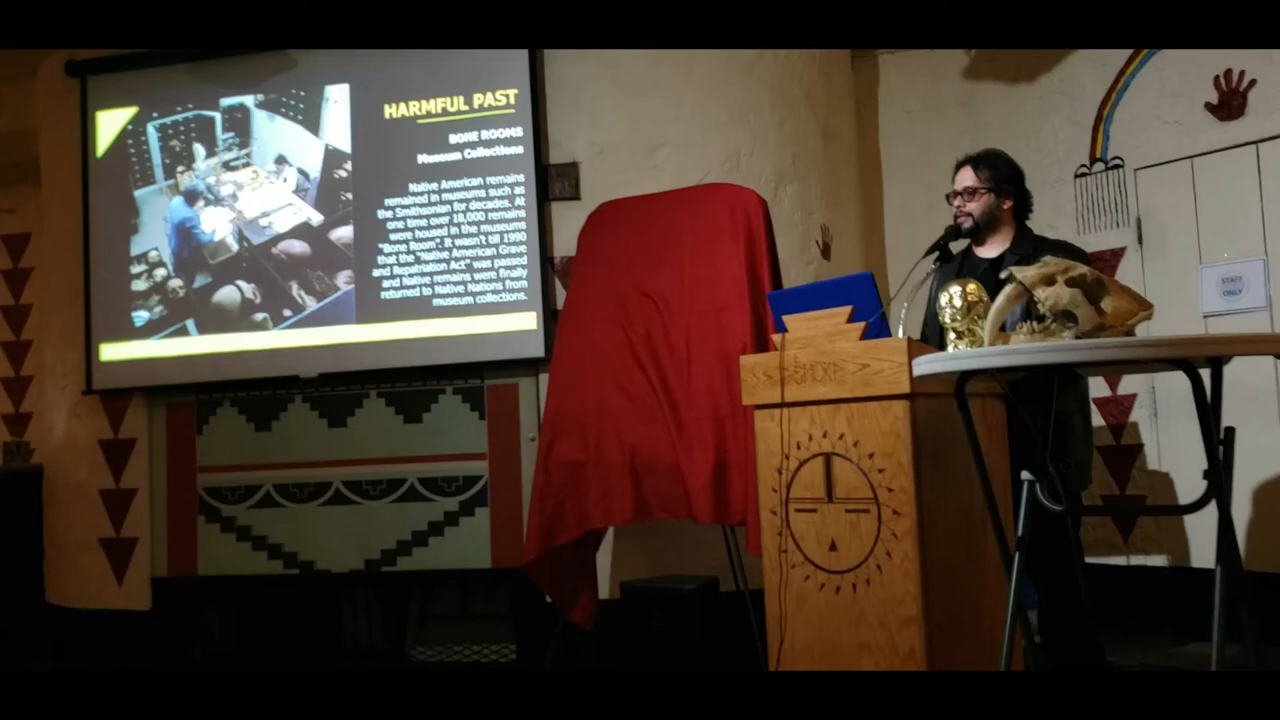 HARMFUL PAST
BONE ROOMS
Museum Collections
Native American remains
remained in museums such as
the Smithsonian for decades. At
one time over 18,000 remains
were housed in the museums
"Bone Room". It wasn't till 1990
that the "Native American Grave
and Repatriation Act" was passed
and Native remains were finally
returned to Native Nations from
museum collections.
STAFF
ONLY